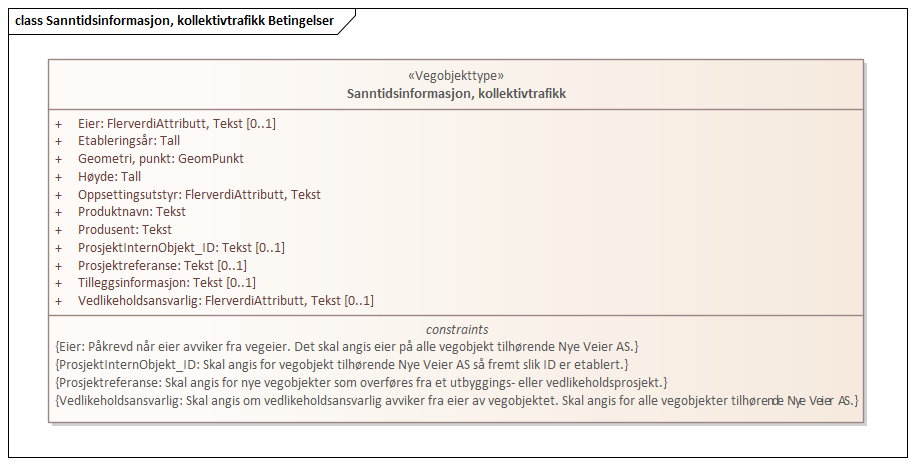 class Sanntidsinformasjon, kollektivtrafikk Betingelser
«Vegobjekttype»
Sanntidsinformasjon, kollektivtrafikk
+ Eier: FlerverdiAttributt, Tekst [0..1]
+ Etableringsår: Tall
+ Geometri, punkt: GeomPunkt
+ Høyde: Tall
+ Oppsettingsutstyr: FlerverdiAttributt, Tekst
+ Produktnavn: Tekst
+ Produsent: Tekst
+ ProsjektInternObjekt_ID: Tekst [0..1]
+ Prosjektreferanse: Tekst [0..1]
+ Tilleggsinformasjon: Tekst [0..1]
+ Vedlikeholdsansvarlig: FlerverdiAttributt, Tekst [0..1]
constraints
{Eier: Påkrevd når eier avviker fra vegeier. Det skal angis eier på alle vegobjekt tilhørende Nye Veier AS.}
{ProsjektInternObjekt_ID: Skal angis for vegobjekt tilhørende Nye Veier AS så fremt slik ID er etablert.}
{Prosjektreferanse: Skal angis for nye vegobjekter som overføres fra et utbyggings- eller vedlikeholdsprosjekt.}
{Vedlikeholdsansvarlig: Skal angis om vedlikeholdsansvarlig avviker fra eier av vegobjektet. Skal angis for alle vegobjekter tilhørende Nye Veier AS.}